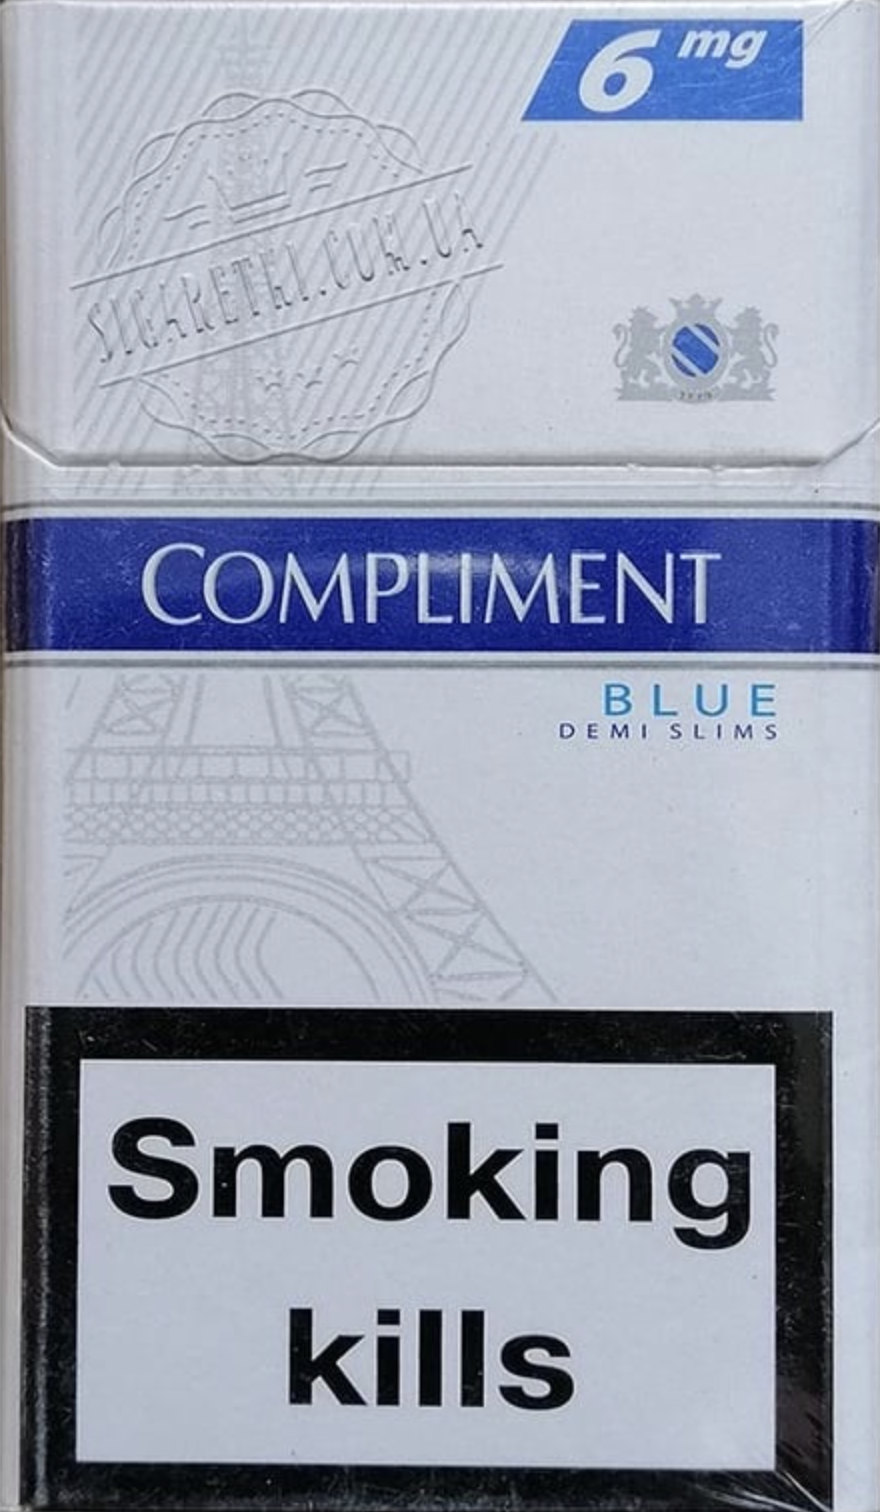 6 mg
SIGARETKI.COM.UA
COMPLIMENT
BLUE
DEMI SLIMS
Smoking
kills